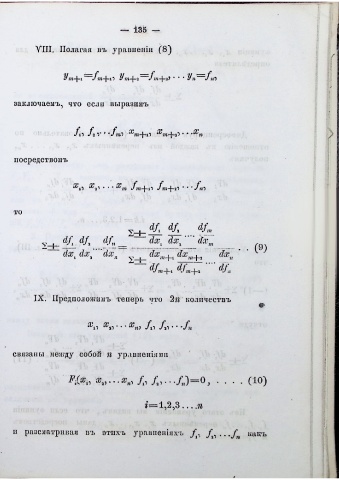 — 135 —
VIII. Полагая въ уравненіи (8)
y_{m+1}=f_{m+1}, y_{m+2}=f_{m+2}, . . . y_n=f_n,
заключаемъ, что если выразимъ
f_1, f_2, . . . f_m, x_{m+1}, x_{m+2}, . . . x_n
посредствомъ
x_1, x_2, . . . x_m f_{m+1}, f_{m+2}, . . . f_n,
то
Σ± df_1/dx_1 df_2/dx_2 . . . . df_n/dx_n = (Σ± df_1/dx_1 df_2/dx_2 . . . . df_m/dx_m) / (Σ± dx_{m+1}/df_{m+1} dx_{m+2}/df_{m+2} . . . . dx_n/df_n) . . (9)
IX. Предположимъ теперь что 2n количествъ
x_1, x_2, . . . x_n, f_1, f_2, . . . f_n
связаны между собой n уравненіями
F_i(x_1, x_2, . . . x_n, f_1, f_2, . . . f_n)=0, . . . . (10)
i=1,2,3 . . . . n
и разсматривая въ этихъ уравненіяхъ f_1, f_2, . . . f_n какъ